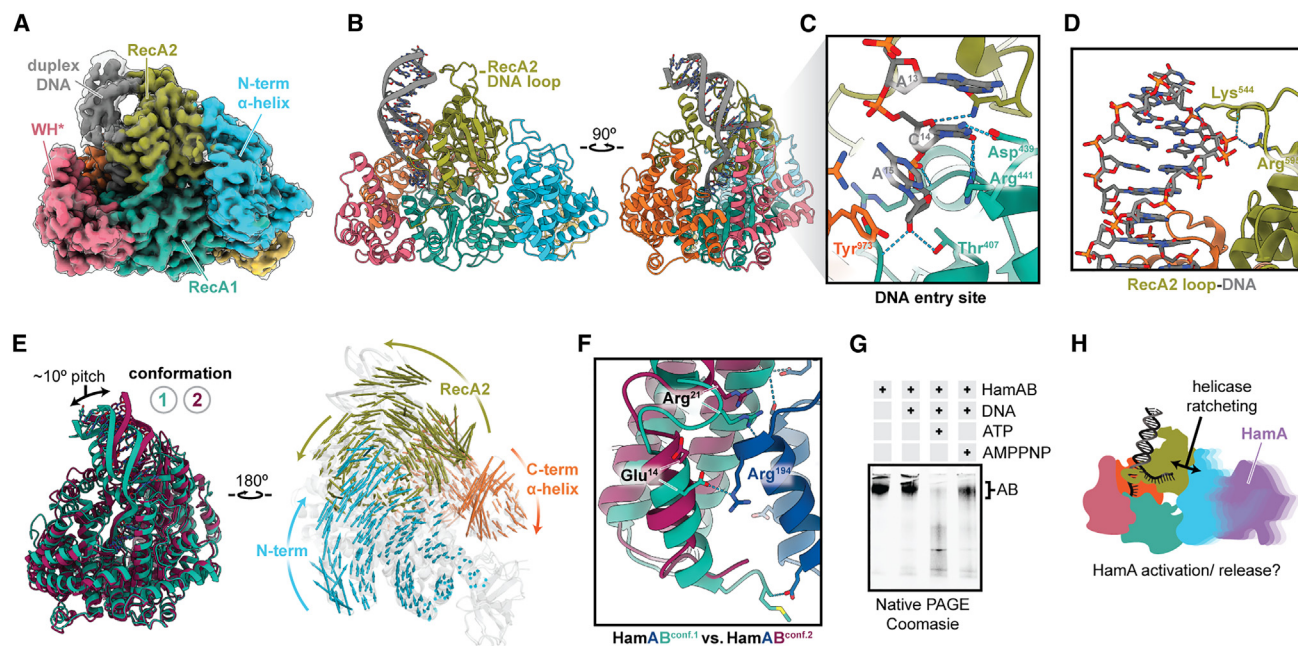 A
RecA2
duplex
DNA
N-term
α-helix
WH*
RecA1
B
RecA2
DNA loop
90º
C
A13
C14
A15
Asp439
Arg441
Tyr973
Thr407
DNA entry site
D
Lys544
Arg595
RecA2 loop-DNA
E
~10º pitch
conformation
1 2
180º
RecA2
C-term
α-helix
N-term
F
Arg21
Glu14
Arg194
HamABconf.1 vs. HamABconf.2
G
+ + + + HamAB
+ + + DNA
+ ATP
+ AMPPNP
AB
Native PAGE
Coomasie
H
helicase
ratcheting
HamA
HamA activation/ release?